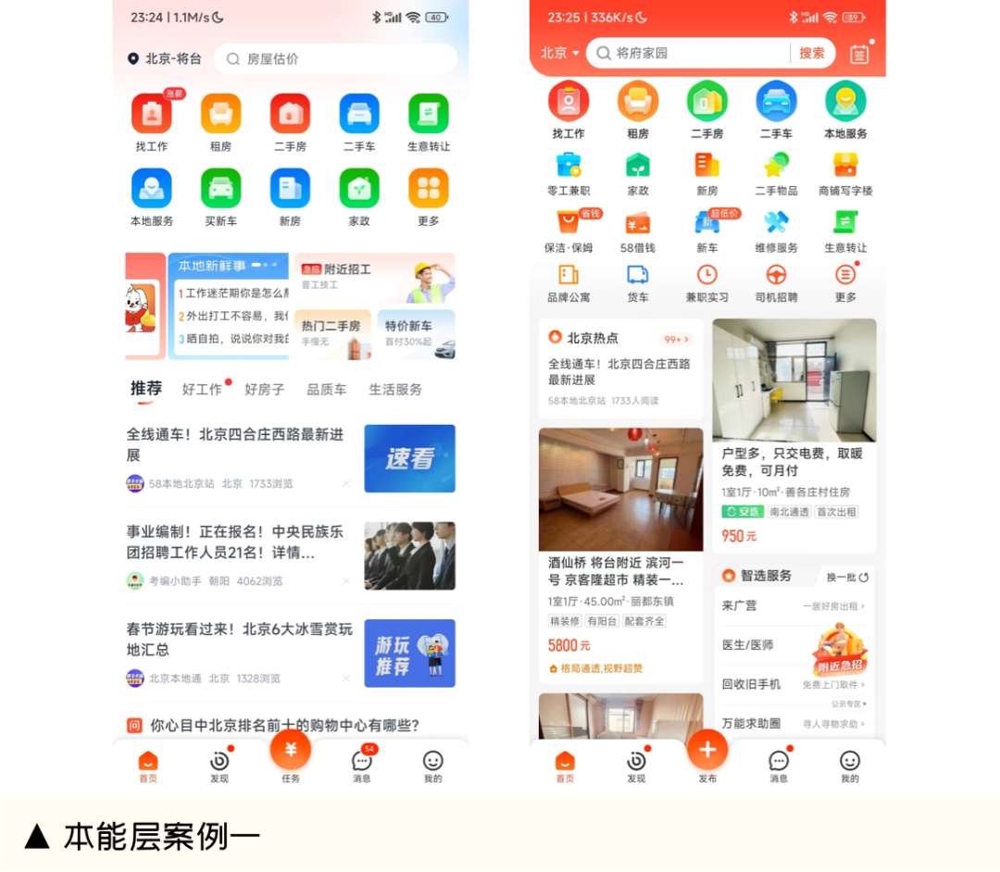 23:24 | 1.1M/s
HD
40
北京-将台
房屋估价
涨薪
找工作
租房
二手房
二手车
生意转让
本地服务
买新车
新房
家政
更多
本地新鲜事
1 工作迷茫期你是怎么
2 外出打工不容易，我
3 晒自拍，说说你对我
急招 附近招工
普工技工
热门二手房
手慢无
特价新车
首付30%起
推荐
好工作
好房子
品质车
生活服务
全线通车！北京四合庄西路最新进
展
58本地北京站 北京 1733浏览
速看
事业编制！正在报名！中央民族乐
团招聘工作人员21名！详情...
考编小助手 朝阳 4062浏览
春节游玩看过来！北京6大冰雪赏玩
地汇总
北京本地通 北京 1328浏览
游玩
推荐
问 你心目中北京排名前十的购物中心有哪些？
¥
54
首页
发现
任务
消息
我的
23:25 | 336K/s
HD
39
北京
将府家园
搜索
签
找工作
租房
二手房
二手车
本地服务
零工兼职
家政
新房
二手物品
商铺写字楼
省钱
¥
新
超低价
保洁·保姆
58借钱
新车
维修服务
生意转让
品牌公寓
货车
兼职实习
司机招聘
更多
北京热点
99+ >
全线通车！北京四合庄西路
最新进展
58本地北京站 1733人阅读
酒仙桥 将台附近 滨河一
号 京客隆超市 精装一...
1室1厅·45.00㎡·丽都东镇
精装修 有阳台 配套齐全
5800元
格局通透,视野超赞
户型多，只交电费，取暖
免费，可月付
1室1厅·10㎡·善各庄村住房
安选 南北通透 首次出租
950元
智选服务
换一批
来广营
一居好房出租 >
医生/医师
附近急招
回收旧手机
免费上门取件 >
公示专区
万能求助圈
寻人寻物求助 >
首页
发现
发布
消息
我的
▲ 本能层案例一